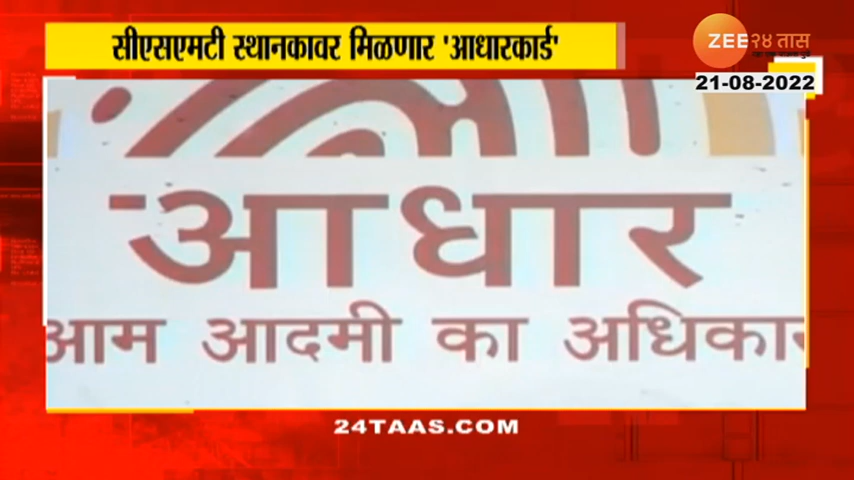 सीएसएमटी स्थानकावर मिळणार 'आधारकार्ड'
ZEE २४ तास
21-08-2022
आधार
आम आदमी का अधिकार
24TAAS.COM